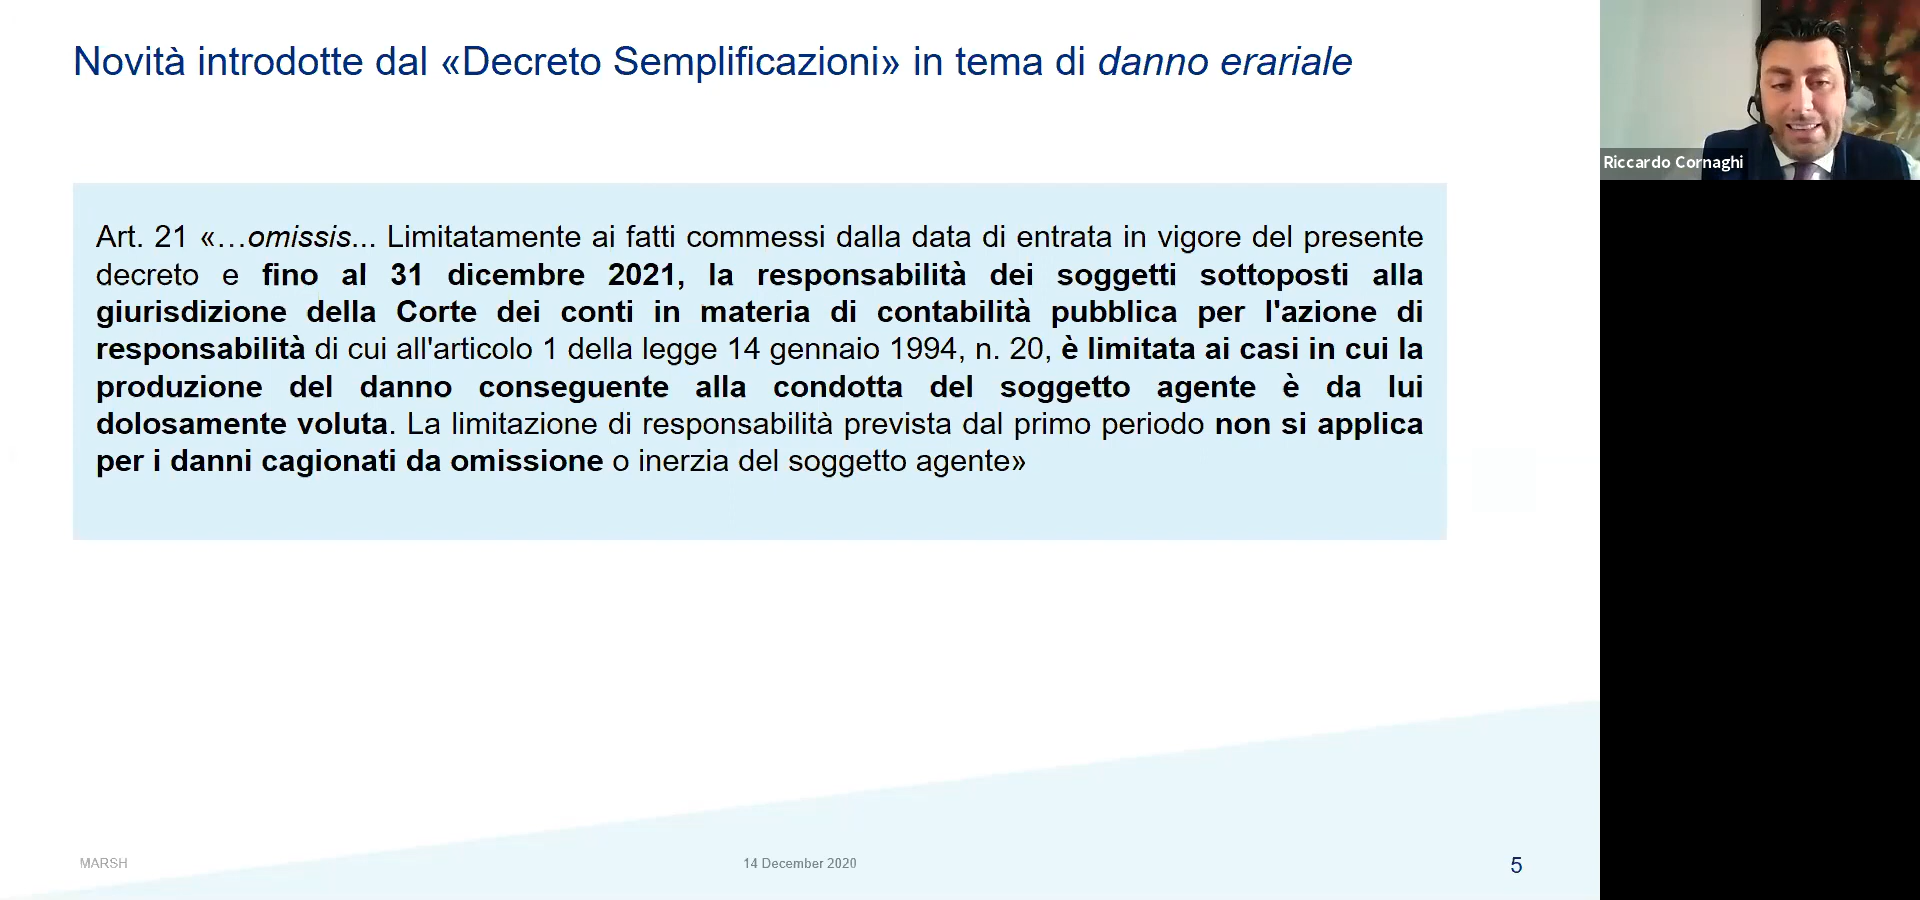 Novità introdotte dal «Decreto Semplificazioni» in tema di danno erariale
Riccardo Cornaghi
Art. 21 «…omissis... Limitatamente ai fatti commessi dalla data di entrata in vigore del presente
decreto e fino al 31 dicembre 2021, la responsabilità dei soggetti sottoposti alla
giurisdizione della Corte dei conti in materia di contabilità pubblica per l'azione di
responsabilità di cui all'articolo 1 della legge 14 gennaio 1994, n. 20, è limitata ai casi in cui la
produzione del danno conseguente alla condotta del soggetto agente è da lui
dolosamente voluta. La limitazione di responsabilità prevista dal primo periodo non si applica
per i danni cagionati da omissione o inerzia del soggetto agente»
MARSH
14 December 2020
5